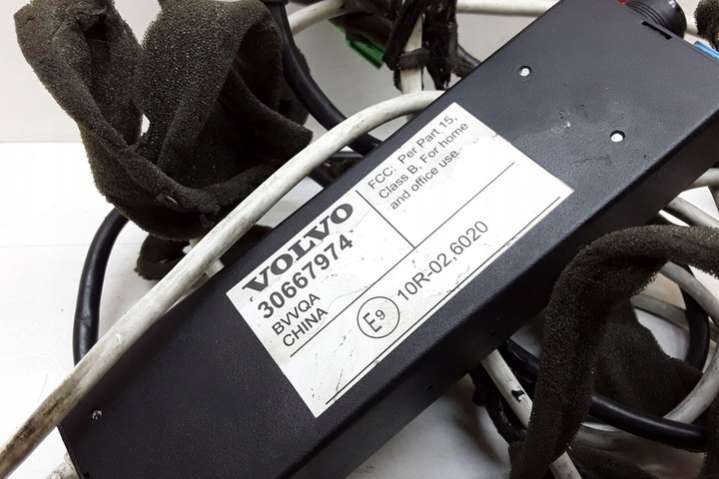 VOLVO
30667974
BVVQA
CHINA
FCC: Per Part 15,
Class B. For home
and office use.
E9 10R-02,6020